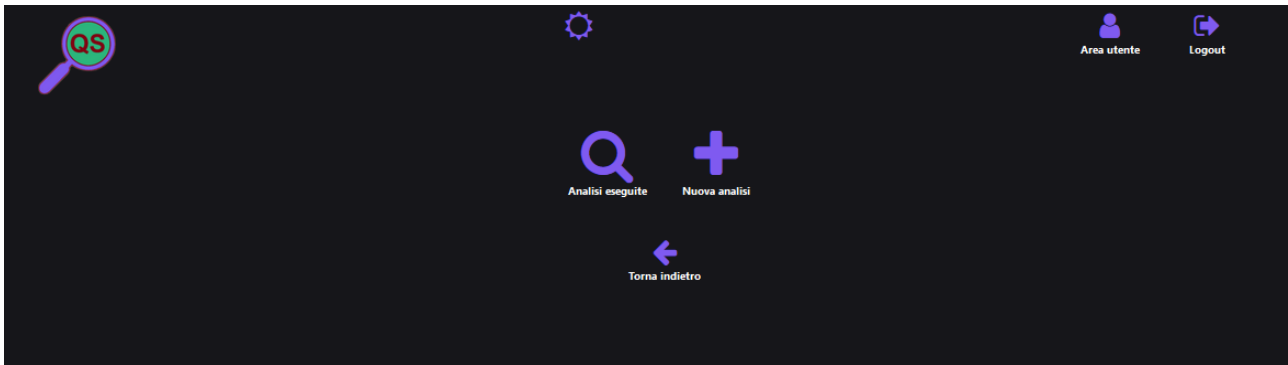 QS
Area utente
Logout
Analisi eseguite
Nuova analisi
Torna indietro